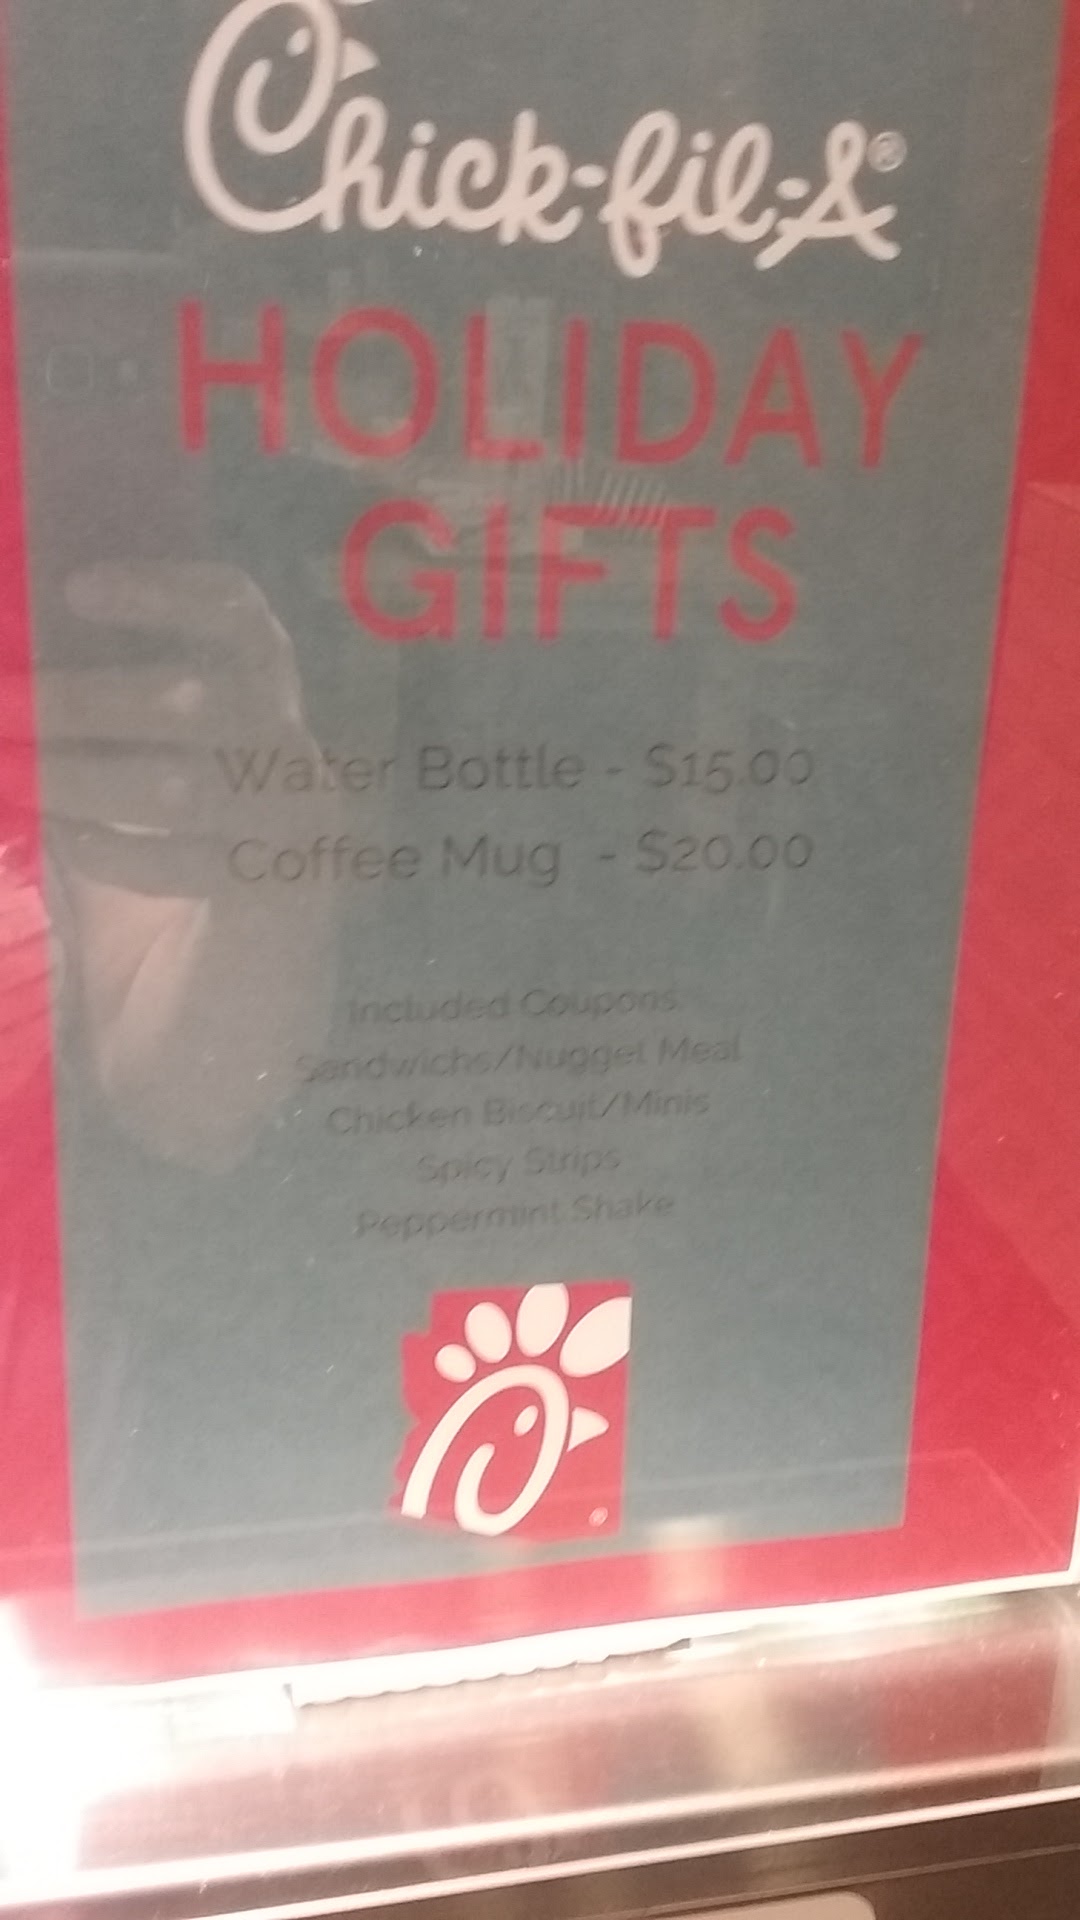 Chick-fil-A®
HOLIDAY
GIFTS
Water Bottle - $15.00
Coffee Mug - $20.00
Included Coupons
Sandwichs/Nugget Meal
Chicken Biscuit/Minis
Spicy Strips
Peppermint Shake
®